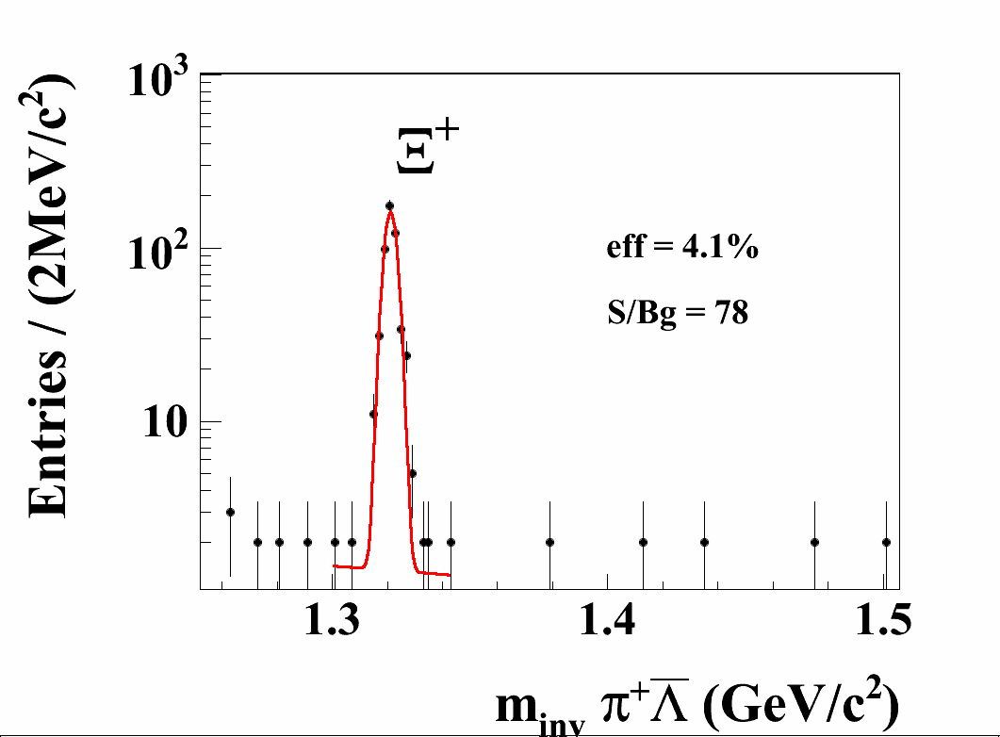 Entries / (2MeV/c²)
10³
Ξ⁺
10²
eff = 4.1%
S/Bg = 78
10
1.3 1.4 1.5
mᵢₙᵥ π⁺Λ̅ (GeV/c²)